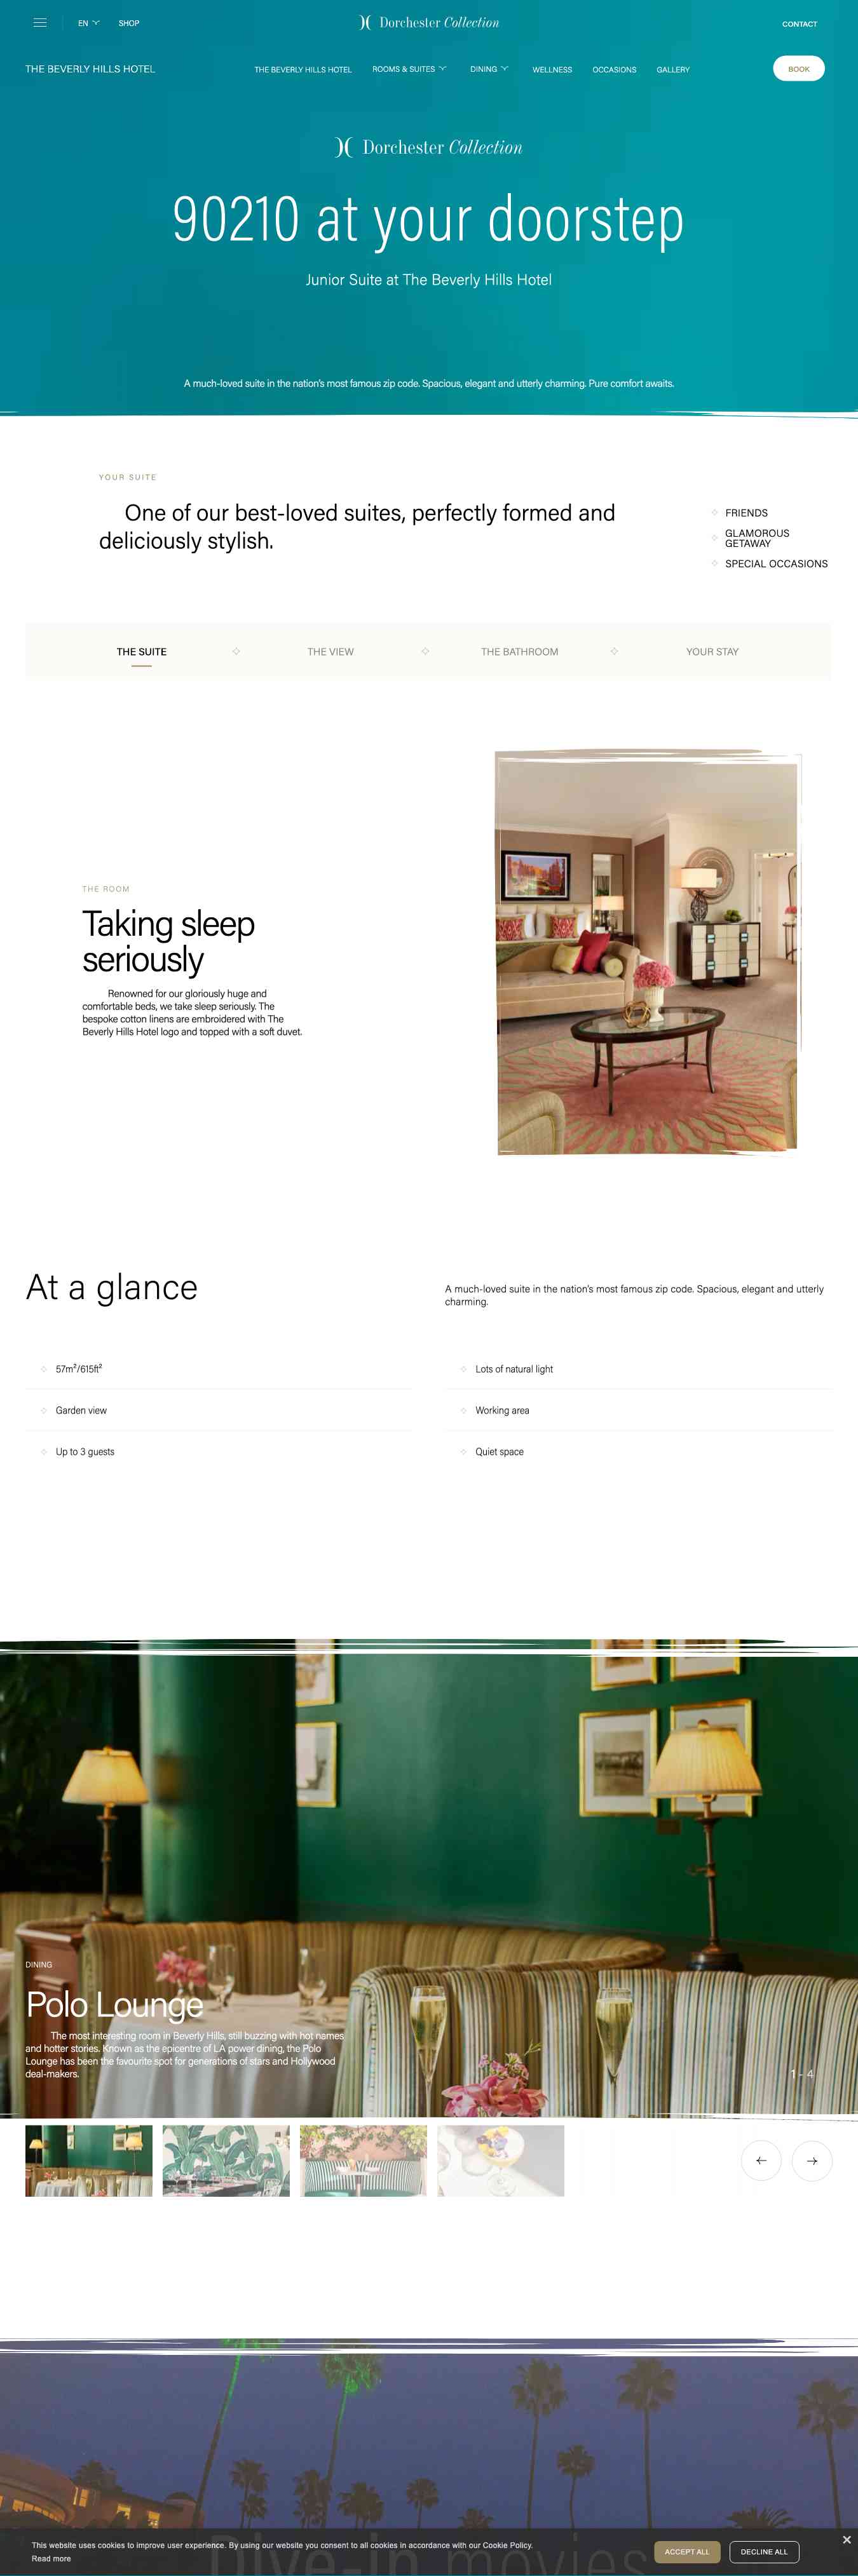 EN
SHOP
Dorchester Collection
CONTACT
THE BEVERLY HILLS HOTEL
THE BEVERLY HILLS HOTEL
ROOMS & SUITES
DINING
WELLNESS
OCCASIONS
GALLERY
BOOK
Dorchester Collection
90210 at your doorstep
Junior Suite at The Beverly Hills Hotel
A much-loved suite in the nation's most famous zip code. Spacious, elegant and utterly charming. Pure comfort awaits.
YOUR SUITE
One of our best-loved suites, perfectly formed and
deliciously stylish.
FRIENDS
GLAMOROUS
GETAWAY
SPECIAL OCCASIONS
THE SUITE
THE VIEW
THE BATHROOM
YOUR STAY
THE ROOM
Taking sleep
seriously
Renowned for our gloriously huge and
comfortable beds, we take sleep seriously. The
bespoke cotton linens are embroidered with The
Beverly Hills Hotel logo and topped with a soft duvet.
At a glance
A much-loved suite in the nation's most famous zip code. Spacious, elegant and utterly
charming.
57m²/615ft²
Garden view
Up to 3 guests
Lots of natural light
Working area
Quiet space
DINING
Polo Lounge
The most interesting room in Beverly Hills, still buzzing with hot names
and hotter stories. Known as the epicentre of LA power dining, the Polo
Lounge has been the favourite spot for generations of stars and Hollywood
deal-makers.
1 - 4
This website uses cookies to improve user experience. By using our website you consent to all cookies in accordance with our Cookie Policy.
Read more
ACCEPT ALL
DECLINE ALL